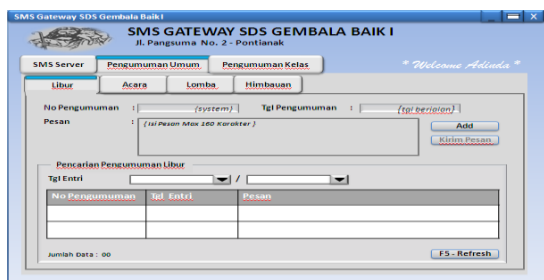 SMS Gateway SDS Gembala Baik I
SMS GATEWAY SDS GEMBALA BAIK I
Jl. Pangsuma No. 2 - Pontianak
SMS Server Pengumuman Umum Pengumuman Kelas * Welcome Adinda *
Libur Acara Lomba Himbauan
No Pengumuman : {system} Tgl Pengumuman : {tgl berjalan}
Pesan : {Isi Pesan Max 160 Karakter}
Add
Kirim Pesan
Pencarian Pengumuman Libur
Tgl Entri /
No Pengumuman Tgl Entri Pesan
Jumlah Data : 00 F5 - Refresh